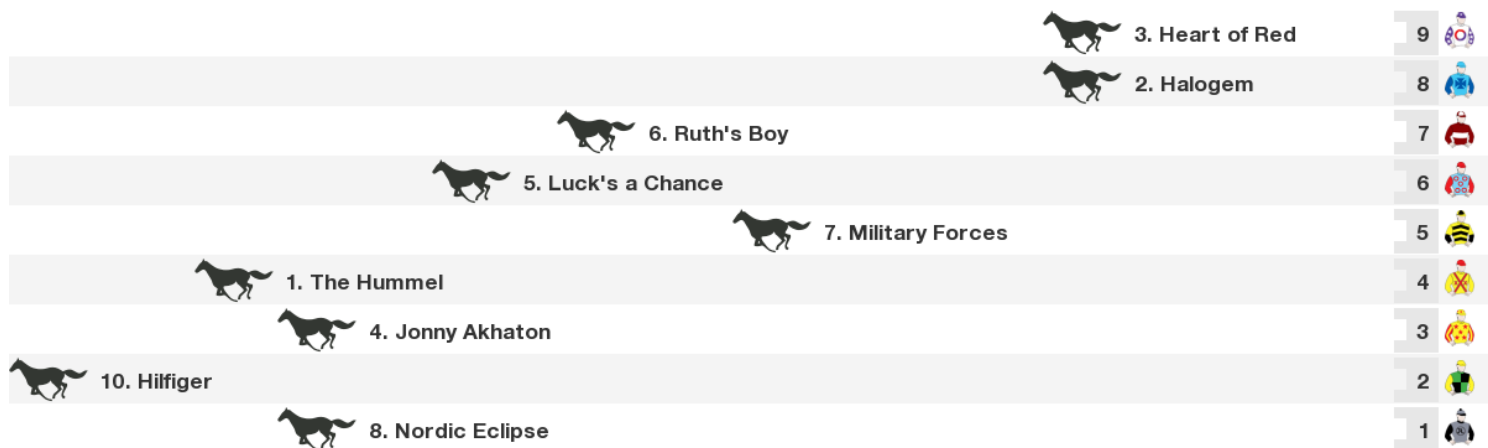 3. Heart of Red 9
2. Halogem 8
6. Ruth's Boy 7
5. Luck's a Chance 6
7. Military Forces 5
1. The Hummel 4
4. Jonny Akhaton 3
10. Hilfiger 2
8. Nordic Eclipse 1